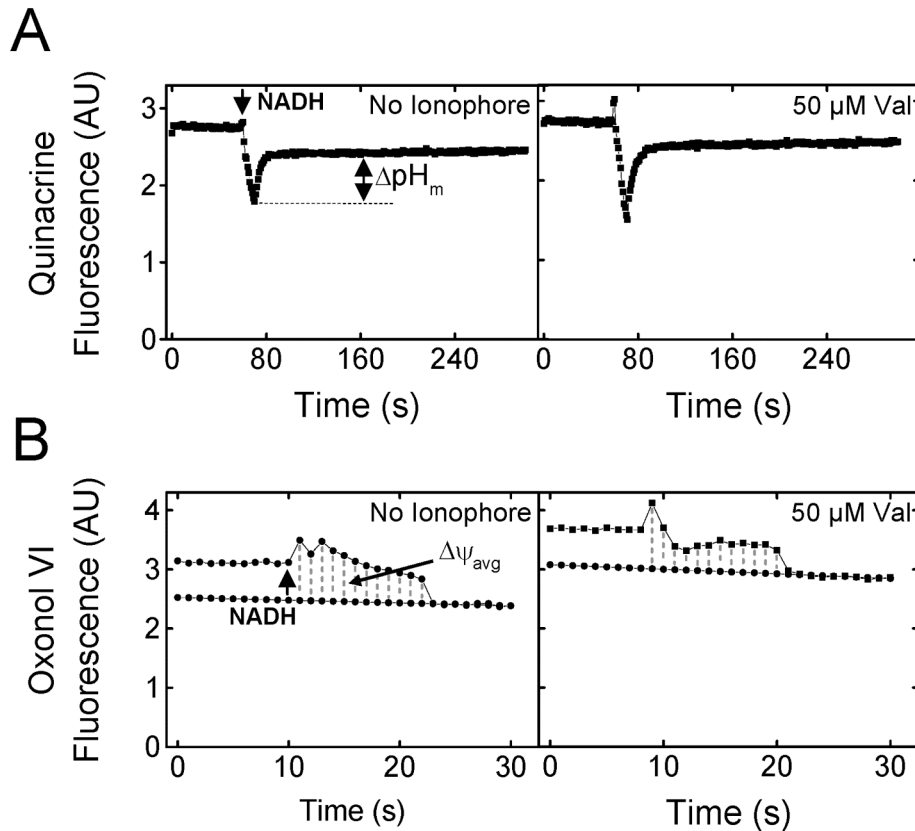 A
Quinacrine
Fluorescence (AU)
3
2
1
0
NADH
No Ionophore
ΔpHm
50 µM Val
0 80 160 240
0 80 160 240
Time (s)
Time (s)
B
Oxonol VI
Fluorescence (AU)
4
3
2
1
0
No Ionophore
Δψavg
NADH
50 µM Val
0 10 20 30
0 10 20 30
Time (s)
Time (s)